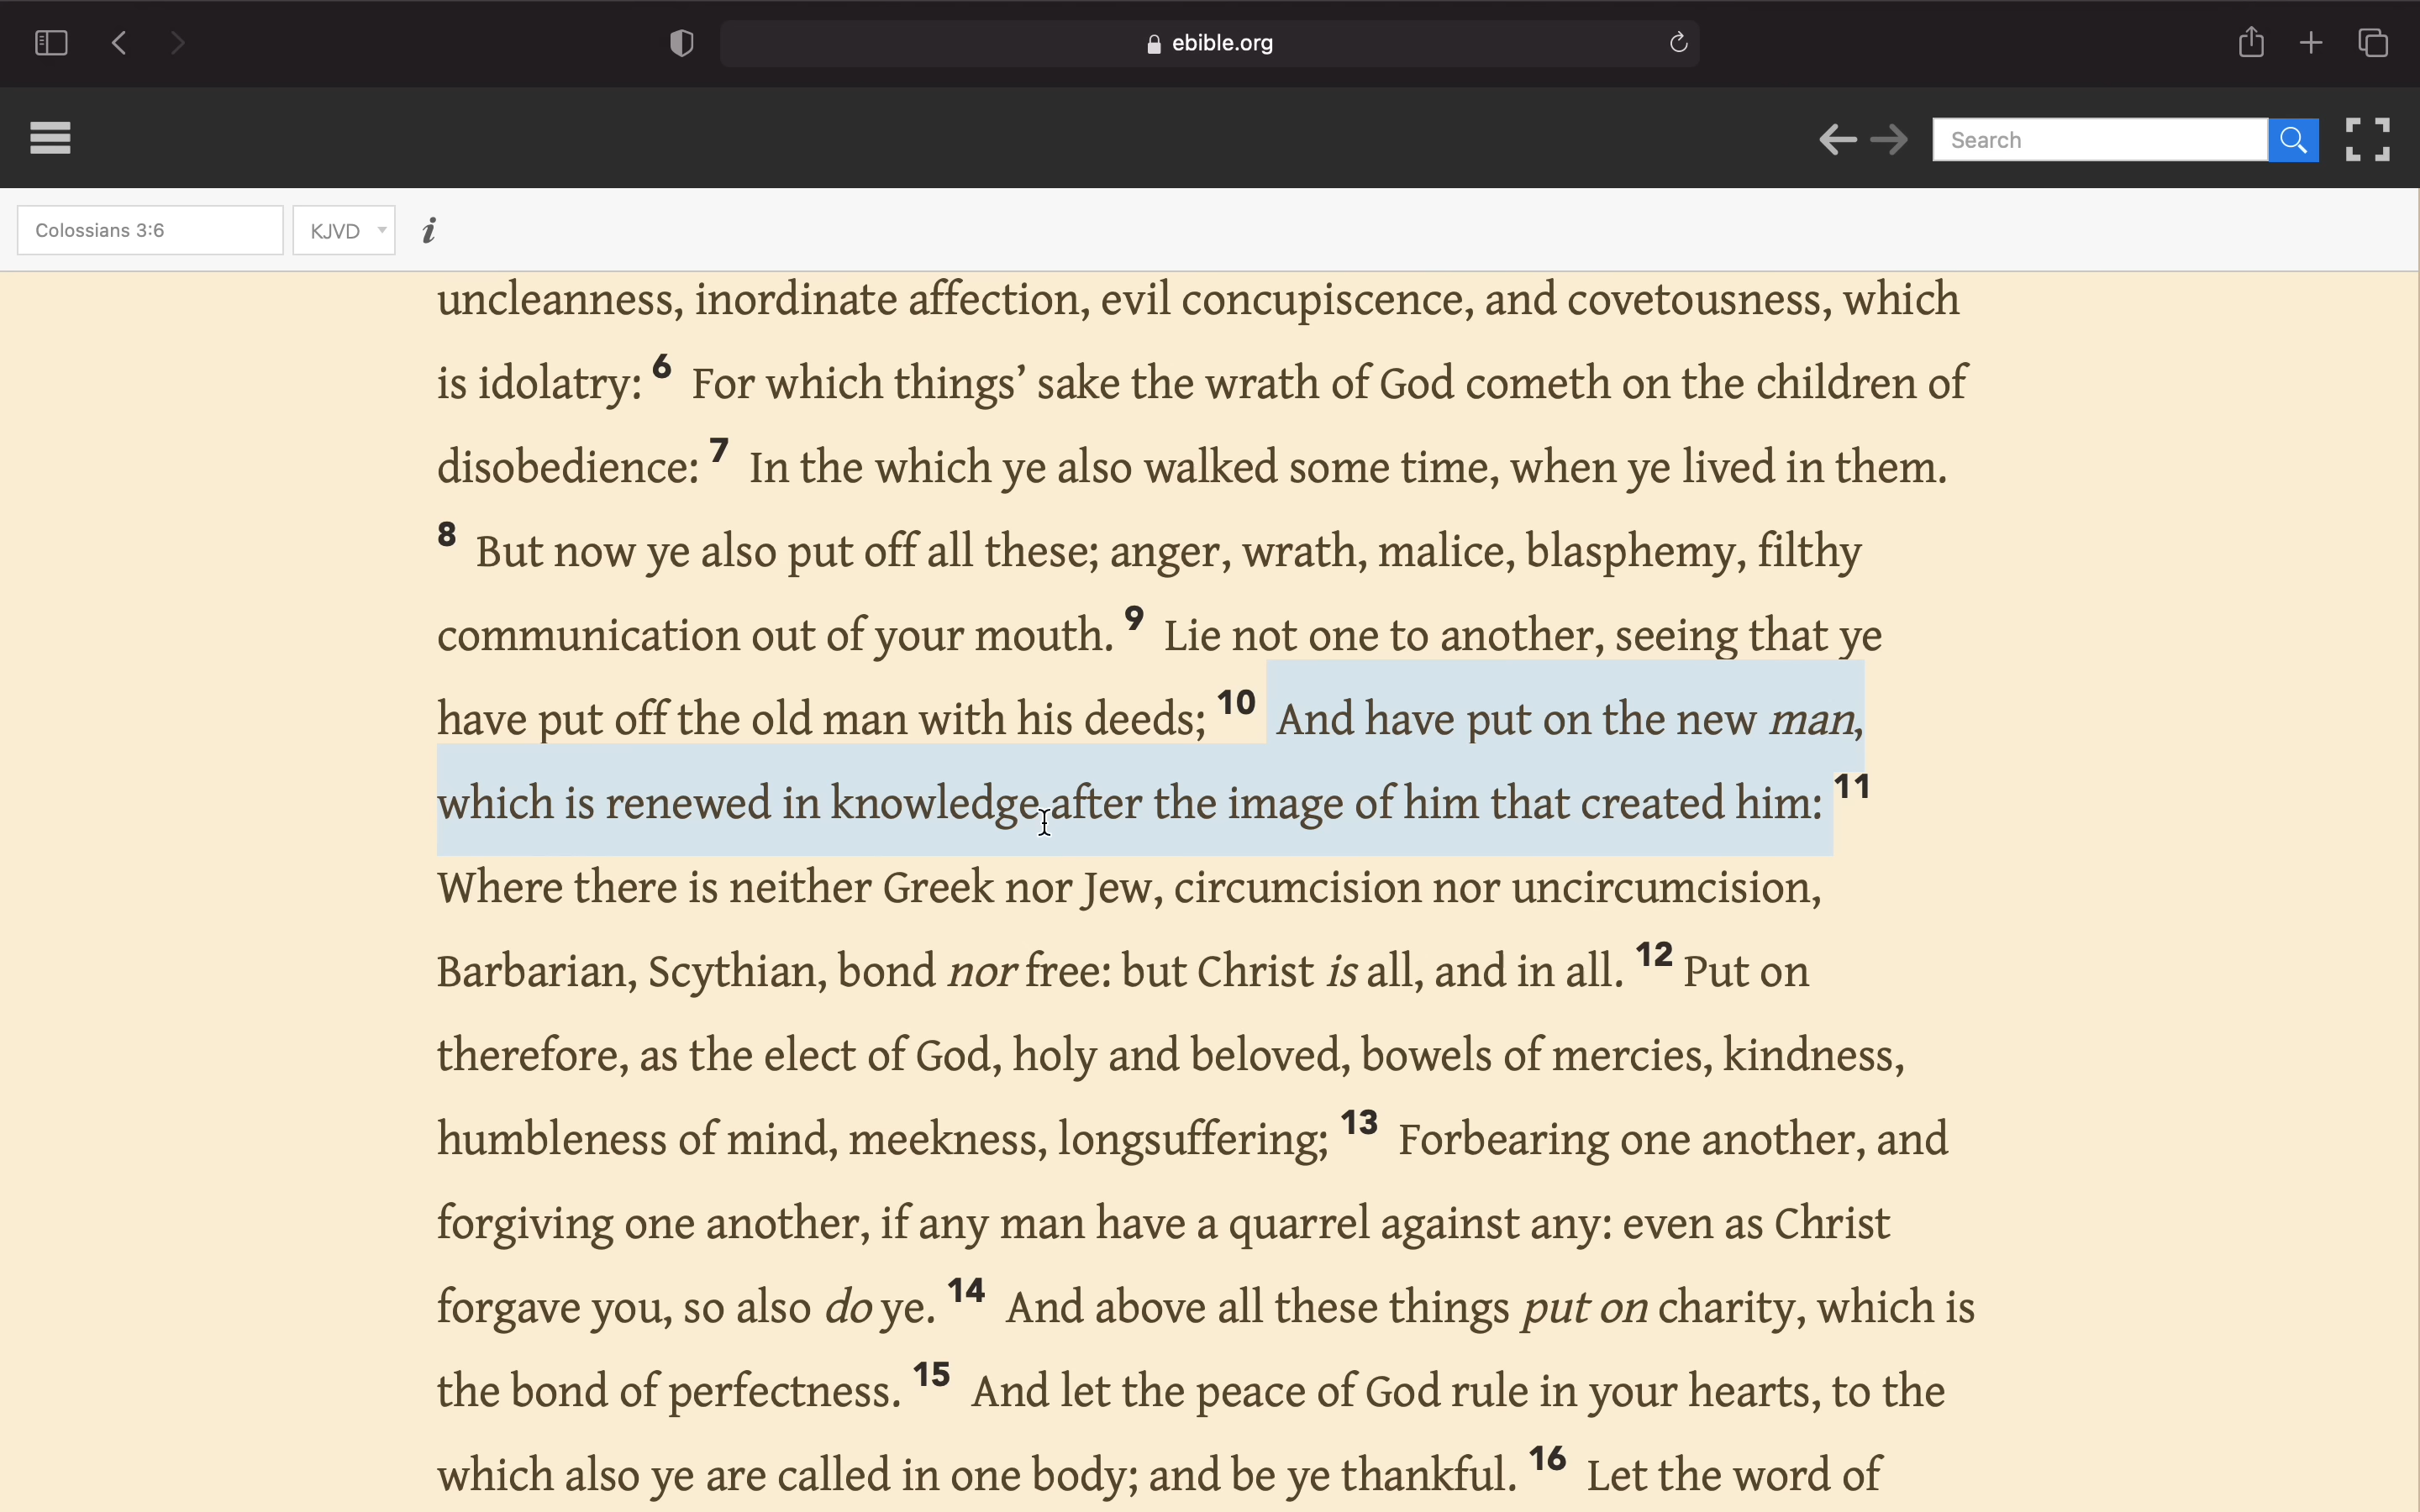 ebible.org
Search
Colossians 3:6
KJVD
i
uncleanness, inordinate affection, evil concupiscence, and covetousness, which
is idolatry: 6 For which things’ sake the wrath of God cometh on the children of
disobedience: 7 In the which ye also walked some time, when ye lived in them.
8 But now ye also put off all these; anger, wrath, malice, blasphemy, filthy
communication out of your mouth. 9 Lie not one to another, seeing that ye
have put off the old man with his deeds; 10 And have put on the new man,
which is renewed in knowledge after the image of him that created him: 11
Where there is neither Greek nor Jew, circumcision nor uncircumcision,
Barbarian, Scythian, bond nor free: but Christ is all, and in all. 12 Put on
therefore, as the elect of God, holy and beloved, bowels of mercies, kindness,
humbleness of mind, meekness, longsuffering; 13 Forbearing one another, and
forgiving one another, if any man have a quarrel against any: even as Christ
forgave you, so also do ye. 14 And above all these things put on charity, which is
the bond of perfectness. 15 And let the peace of God rule in your hearts, to the
which also ye are called in one body; and be ye thankful. 16 Let the word of